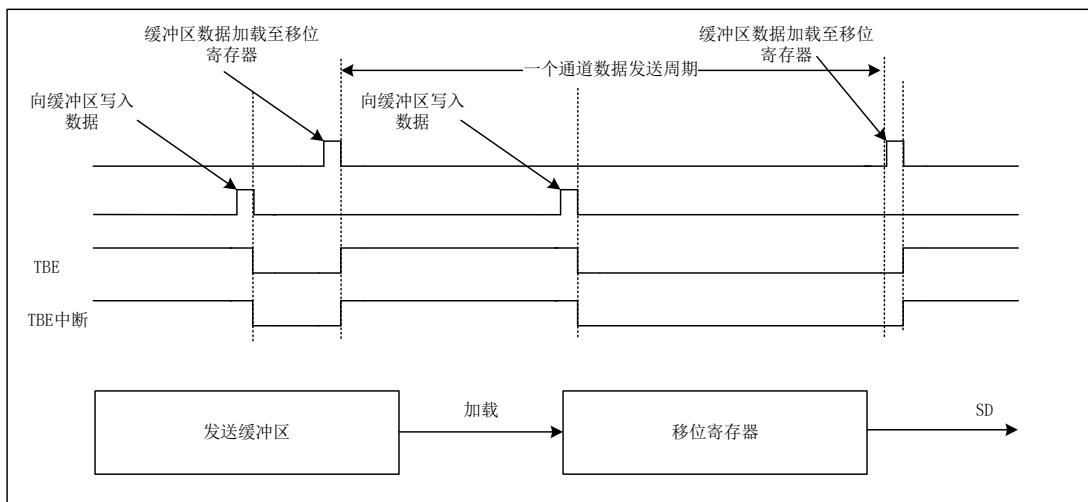 缓冲区数据加载至移位
寄存器
缓冲区数据加载至移位
寄存器
一个通道数据发送周期
向缓冲区写入
数据
向缓冲区写入
数据
TBE
TBE中断
发送缓冲区
加载
移位寄存器
SD